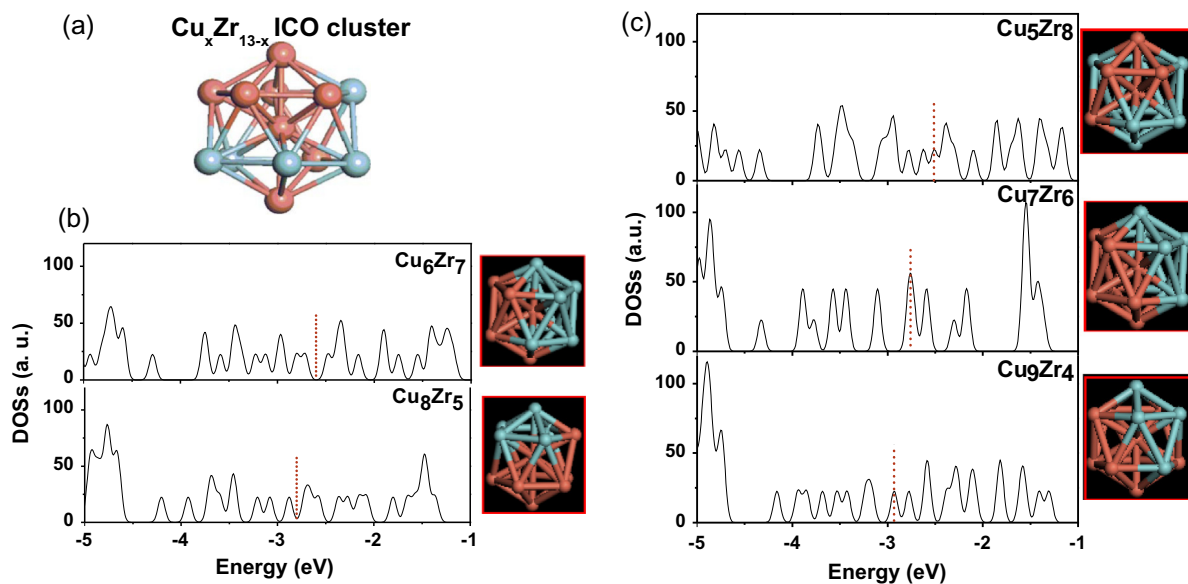 (a)
CuₓZr₁₃₋ₓ ICO cluster
(b)
Cu₆Zr₇
100
50
0
Cu₈Zr₅
100
50
0
DOSs (a. u.)
-5 -4 -3 -2 -1
Energy (eV)
(c)
Cu₅Zr₈
100
50
0
Cu₇Zr₆
100
50
0
Cu₉Zr₄
100
50
0
DOSs (a.u.)
DOSs (a.u.)
-5 -4 -3 -2 -1
Energy (eV)